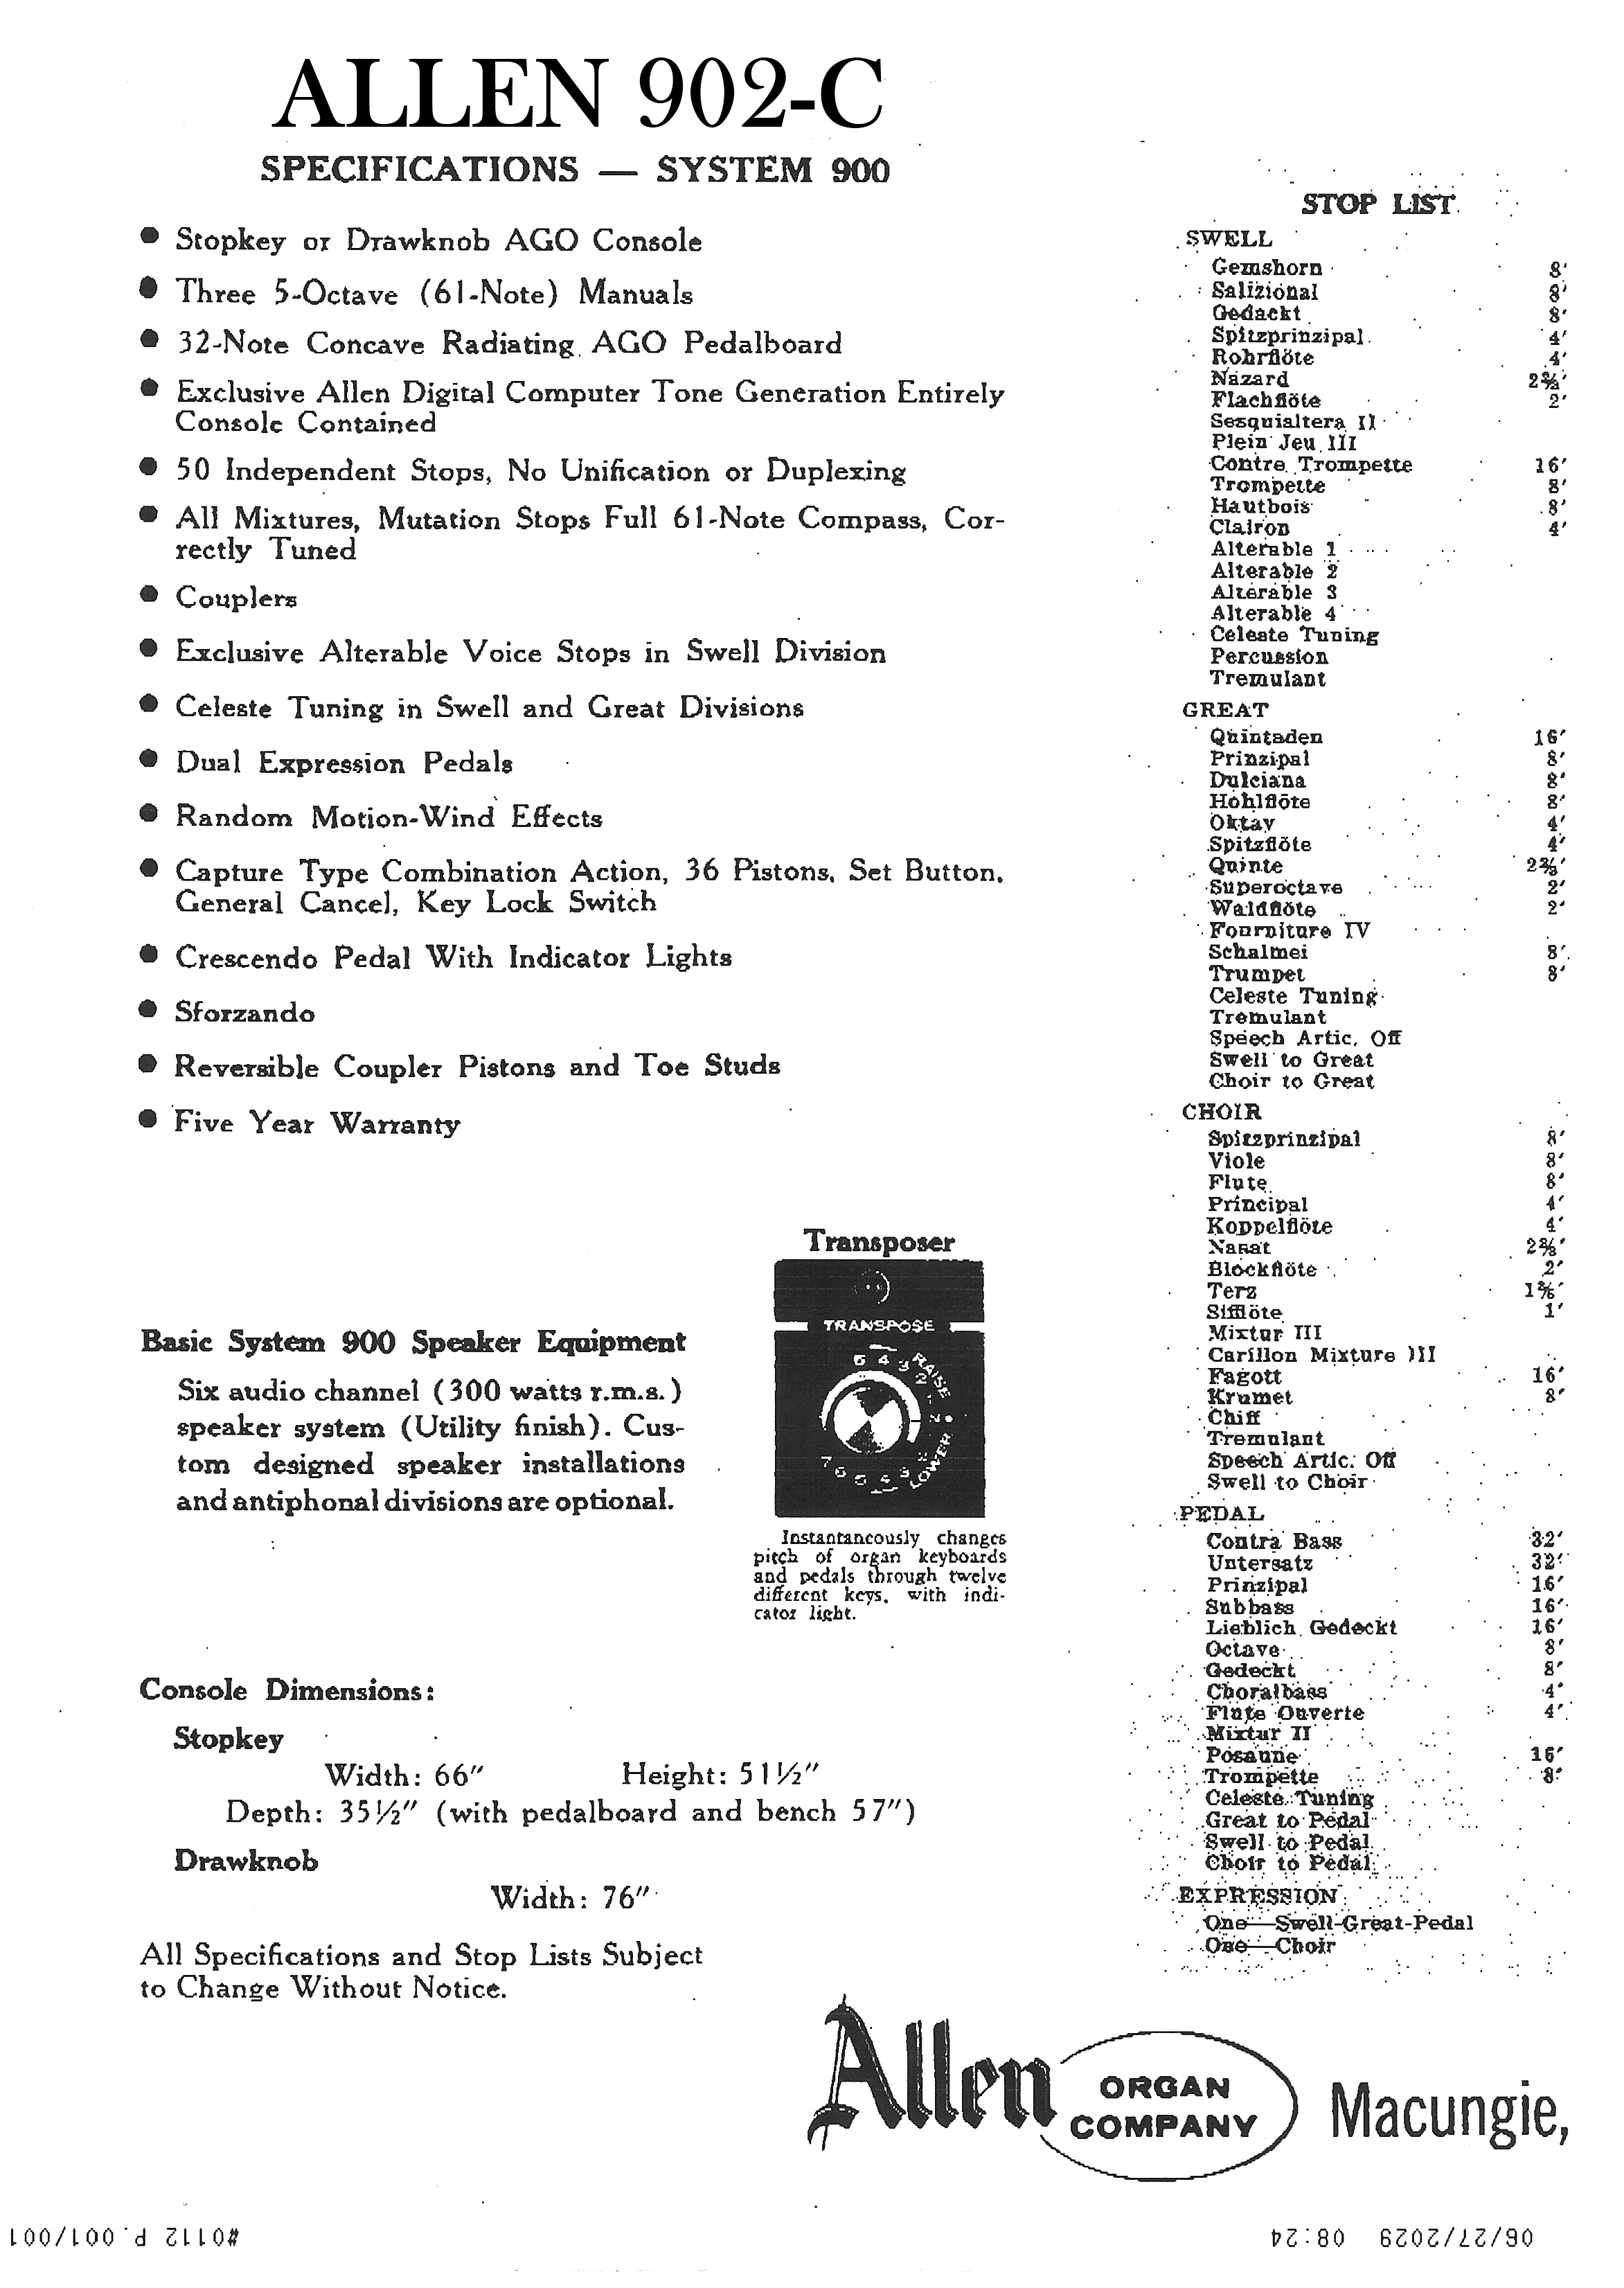 ALLEN 902-C
SPECIFICATIONS — SYSTEM 900
● Stopkey or Drawknob AGO Console
● Three 5-Octave (61-Note) Manuals
● 32-Note Concave Radiating AGO Pedalboard
● Exclusive Allen Digital Computer Tone Generation Entirely
Console Contained
● 50 Independent Stops, No Unification or Duplexing
● All Mixtures, Mutation Stops Full 61-Note Compass, Cor-
rectly Tuned
● Couplers
● Exclusive Alterable Voice Stops in Swell Division
● Celeste Tuning in Swell and Great Divisions
● Dual Expression Pedals
● Random Motion-Wind Effects
● Capture Type Combination Action, 36 Pistons, Set Button,
General Cancel, Key Lock Switch
● Crescendo Pedal With Indicator Lights
● Sforzando
● Reversible Coupler Pistons and Toe Studs
● Five Year Warranty
Basic System 900 Speaker Equipment
Six audio channel (300 watts r.m.s.)
speaker system (Utility finish). Cus-
tom designed speaker installations
and antiphonal divisions are optional.
Transposer
TRANSPOSE
5 4 3 2 1 RAISE
7 6 5 4 3 2 LOWER
Instantaneously changes
pitch of organ keyboards
and pedals through twelve
different keys, with indi-
cator light.
Console Dimensions:
Stopkey
Width: 66" Height: 51½"
Depth: 35½" (with pedalboard and bench 57")
Drawknob
Width: 76"
All Specifications and Stop Lists Subject
to Change Without Notice.
STOP LIST
SWELL
Gemshorn 8'
Salizional 8'
Gedackt 8'
Spitzprinzipal 4'
Rohrflöte 4'
Nazard 2⅔'
Flachflöte 2'
Sesquialtera II
Plein Jeu III
Contre Trompette 16'
Trompette 8'
Hautbois 8'
Clairon 4'
Alterable 1
Alterable 2
Alterable 3
Alterable 4
Celeste Tuning
Percussion
Tremulant
GREAT
Quintaden 16'
Prinzipal 8'
Dulciana 8'
Hohlflöte 8'
Oktav 4'
Spitzflöte 4'
Quinte 2⅔'
Superoctave 2'
Waldflöte 2'
Fourniture IV
Schalmei 8'
Trumpet 8'
Celeste Tuning
Tremulant
Speech Artic. Off
Swell to Great
Choir to Great
CHOIR
Spitzprinzipal 8'
Viole 8'
Flute 8'
Principal 4'
Koppelflöte 4'
Nasat 2⅔'
Blockflöte 2'
Terz 1⅗'
Sifflöte 1'
Mixtur III
Carillon Mixture III
Fagott 16'
Krumet 8'
Chiff
Tremulant
Speech Artic. Off
Swell to Choir
PEDAL
Contra Bass 32'
Untersatz 32'
Prinzipal 16'
Subbass 16'
Lieblich Gedeckt 16'
Octave 8'
Gedeckt 8'
Choralbass 4'
Flute Ouverte 4'
Mixtur II
Posaune 16'
Trompette 8'
Celeste Tuning
Great to Pedal
Swell to Pedal
Choir to Pedal
EXPRESSION
One—Swell-Great-Pedal
One—Choir
Allen ORGAN
COMPANY Macungie,
06/27/2029 08:24 #0112 P.001/001